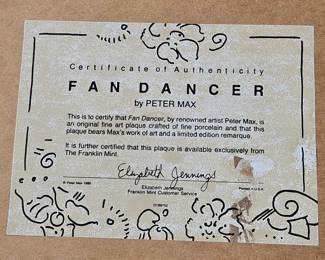 Certificate of Authenticity
FAN DANCER
by PETER MAX
This is to certify that Fan Dancer, by renowned artist Peter Max, is
an original fine art plaque crafted of fine porcelain and that this
plaque bears Max's work of art and a limited edition remarque.
It is further certified that this plaque is available exclusively from
The Franklin Mint.
Elizabeth Jennings
Elizabeth Jennings
Franklin Mint Customer Service